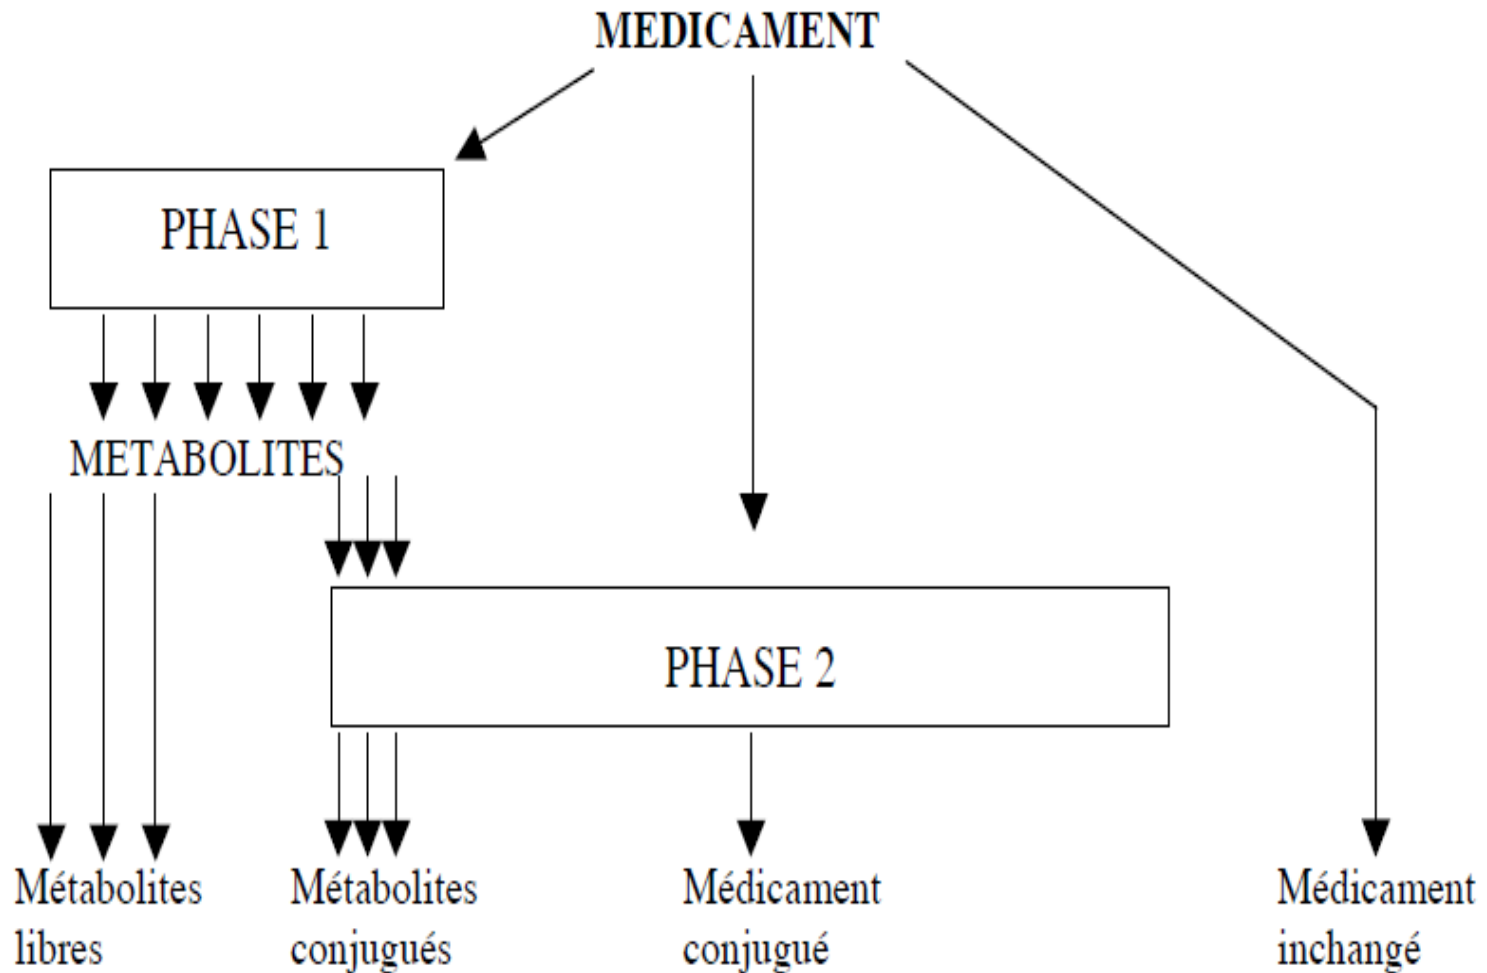 MEDICAMENT
PHASE 1
METABOLITES
PHASE 2
Métabolites
libres
Métabolites
conjugués
Médicament
conjugué
Médicament
inchangé